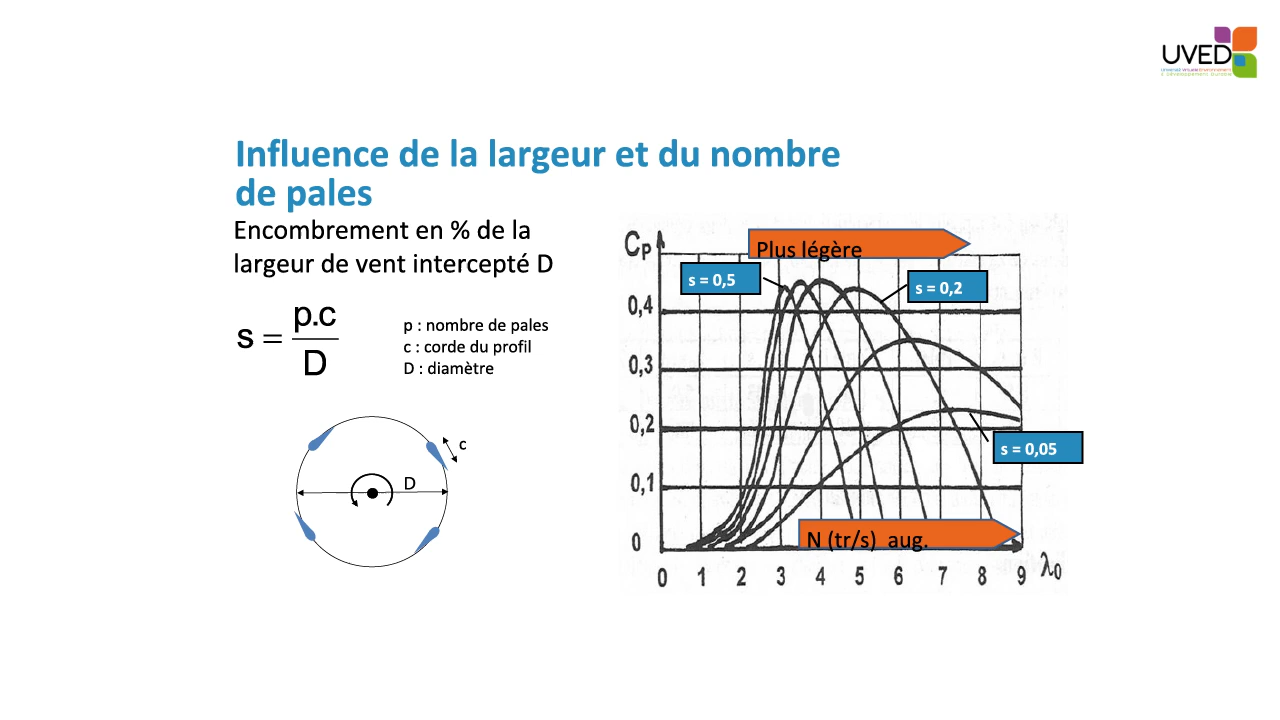 UVED
Influence de la largeur et du nombre
de pales
Encombrement en % de la
largeur de vent intercepté D
s = p.c
D
p : nombre de pales
c : corde du profil
D : diamètre
c
D
CP
Plus légère
s = 0,5
s = 0,2
0,4
0,3
0,2
s = 0,05
0,1
0
N (tr/s) aug.
0 1 2 3 4 5 6 7 8 9 λ0